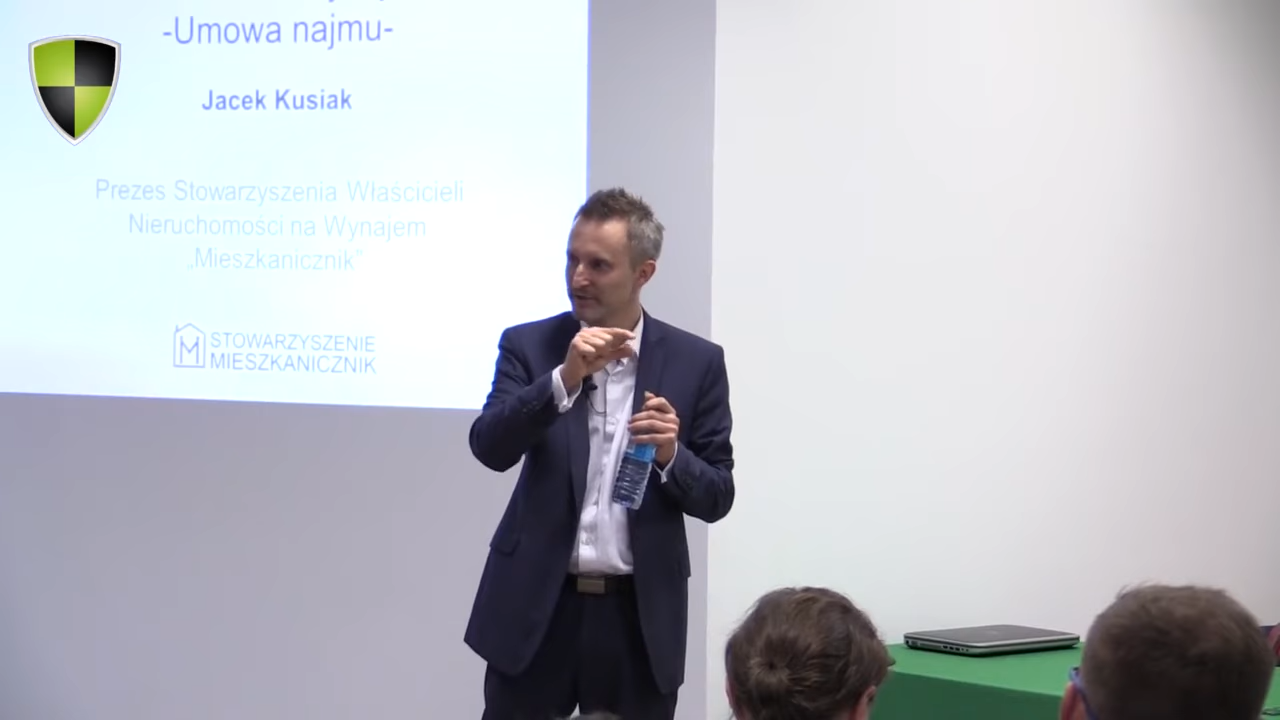 -Umowa najmu-
Jacek Kusiak
Prezes Stowarzyszenia Właścicieli
Nieruchomości na Wynajem
„Mieszkanicznik”
STOWARZYSZENIE
MIESZKANICZNIK